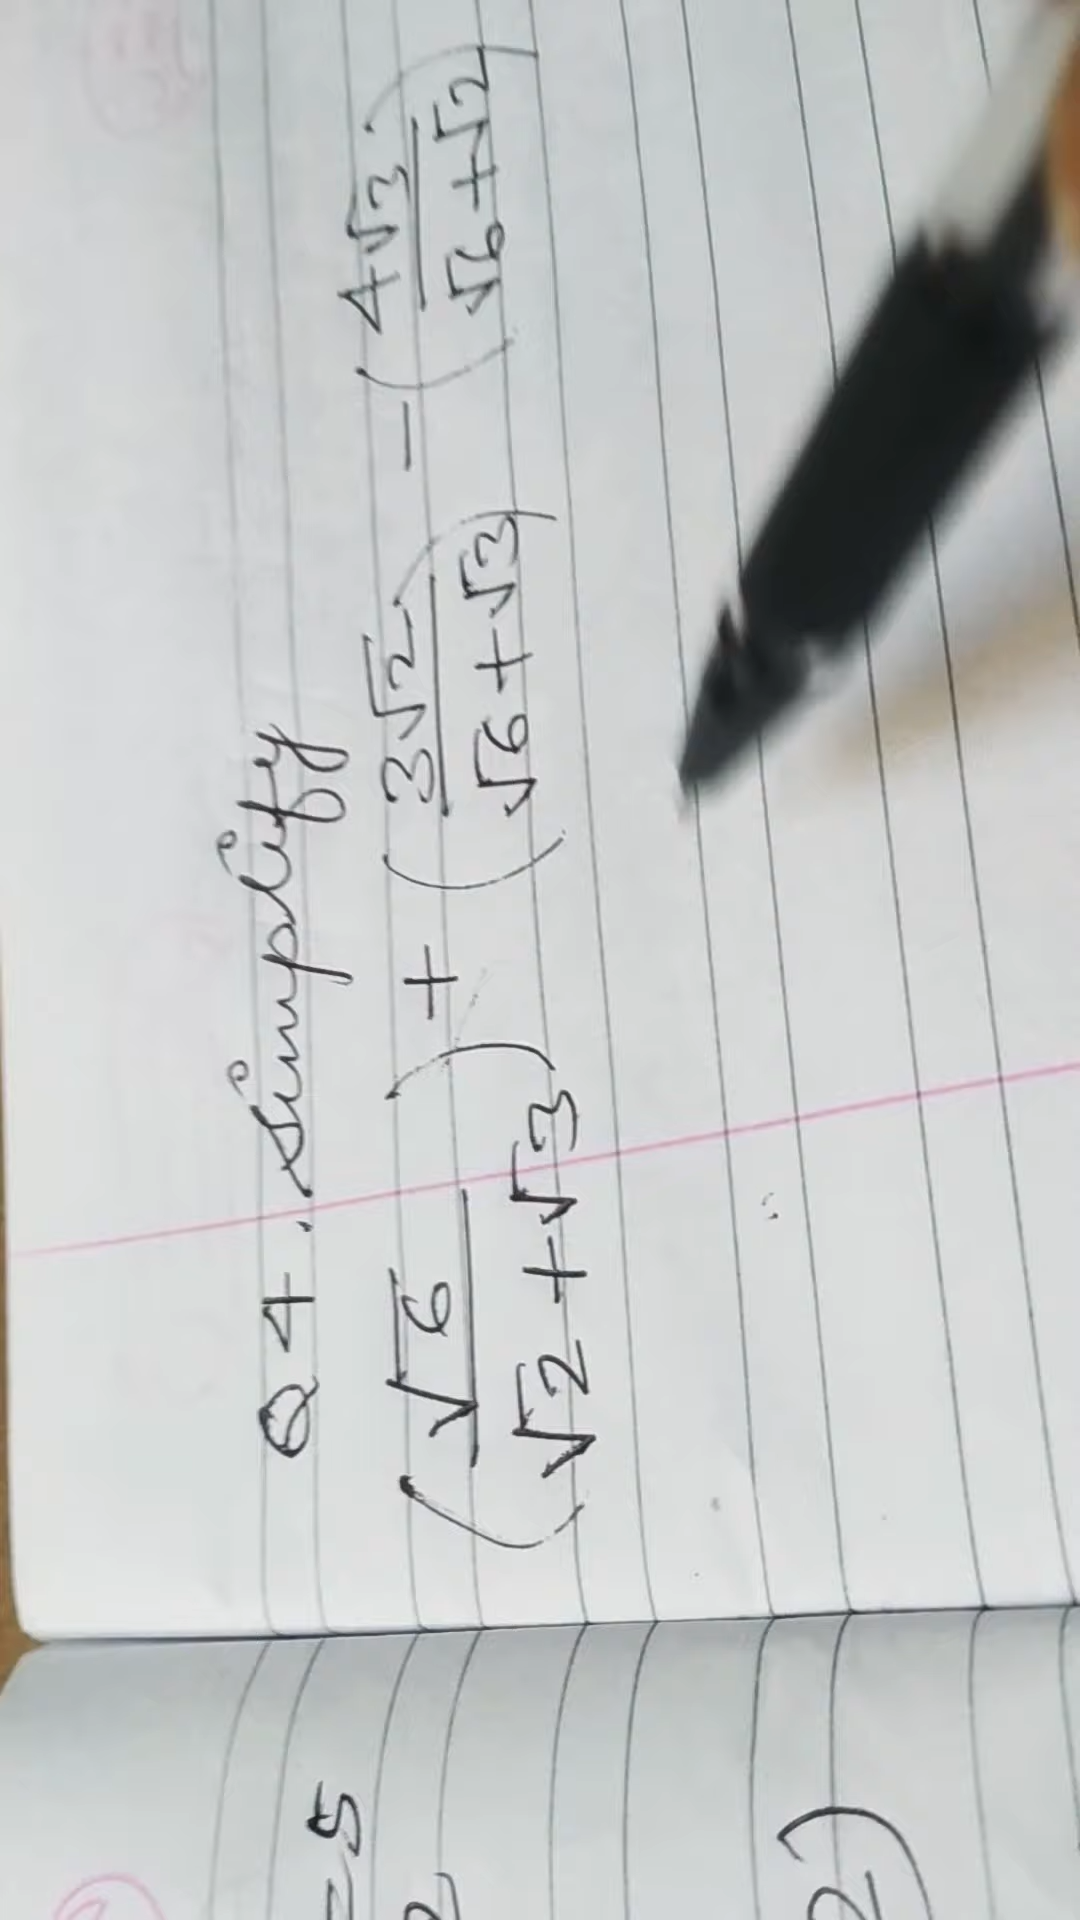 Q4. Simplify
(√6/√2+√3) + (3√2/√6+√3) - (4√3/√6+√2)